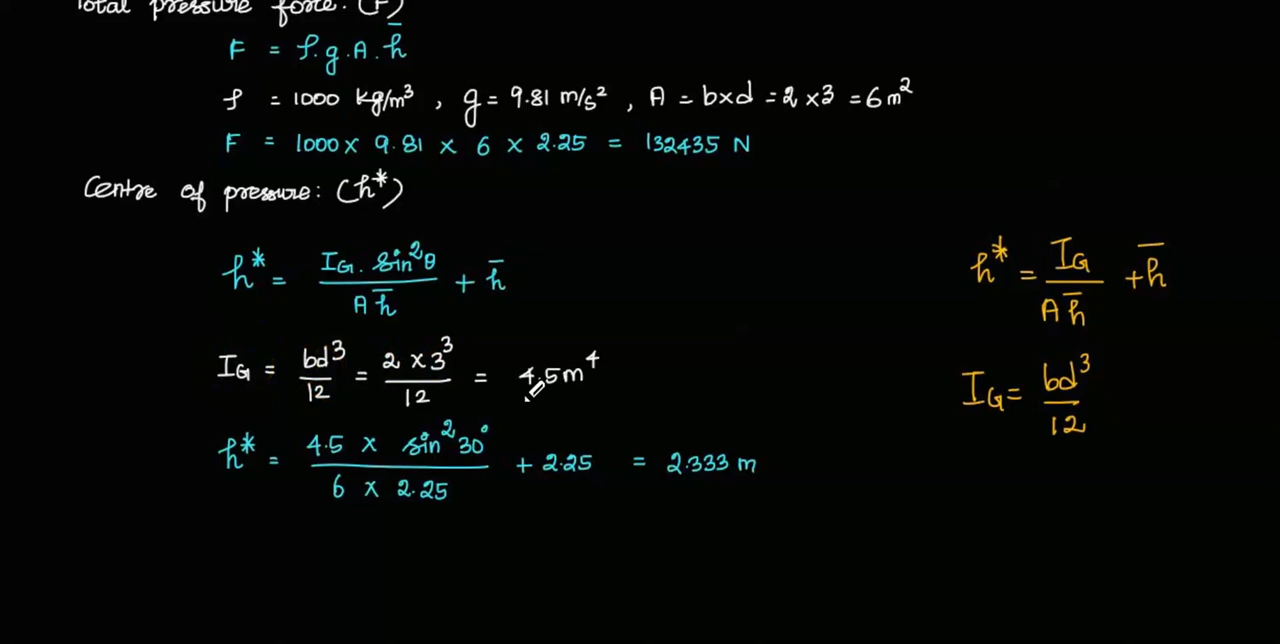 Total pressure force: (F)
F = ρ.g.A.h̅
ρ = 1000 kg/m³, g = 9.81 m/s², A = b×d = 2 ×3 = 6 m²
F = 1000 × 9.81 × 6 × 2.25 = 132435 N
Centre of pressure: (h*)
h* = IG. sin²θ / A h̅ + h̅
IG = bd³/12 = 2 × 3³/12 = 4.5 m⁴
h* = 4.5 × sin²30° / 6 × 2.25 + 2.25 = 2.333 m
h* = IG / A h̅ + h̅
IG = bd³/12